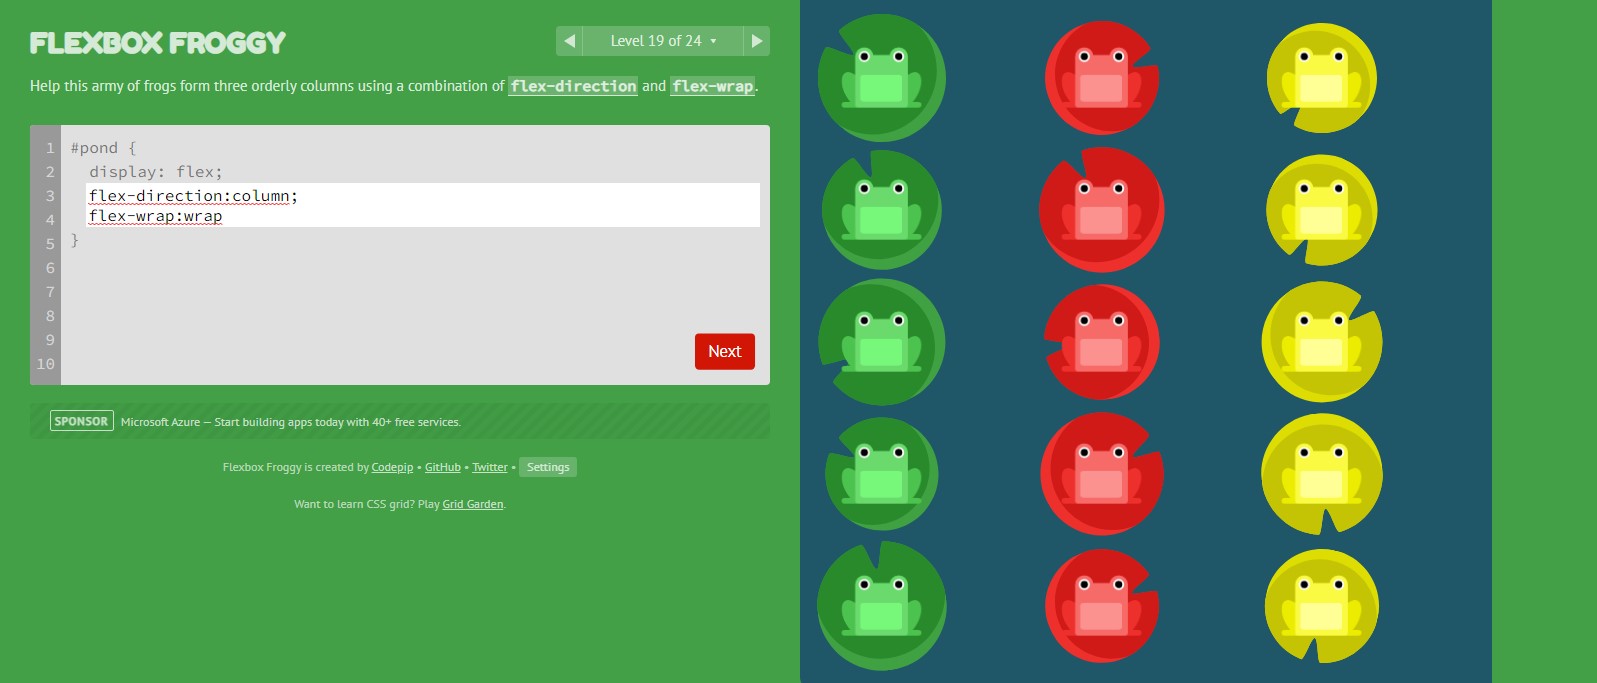 FLEXBOX FROGGY
Level 19 of 24
Help this army of frogs form three orderly columns using a combination of flex-direction and flex-wrap.
1 #pond {
2 display: flex;
3 flex-direction:column;
4 flex-wrap:wrap
5 }
6
7
8
9
10
Next
SPONSOR Microsoft Azure — Start building apps today with 40+ free services.
Flexbox Froggy is created by Codepip • GitHub • Twitter • Settings
Want to learn CSS grid? Play Grid Garden.